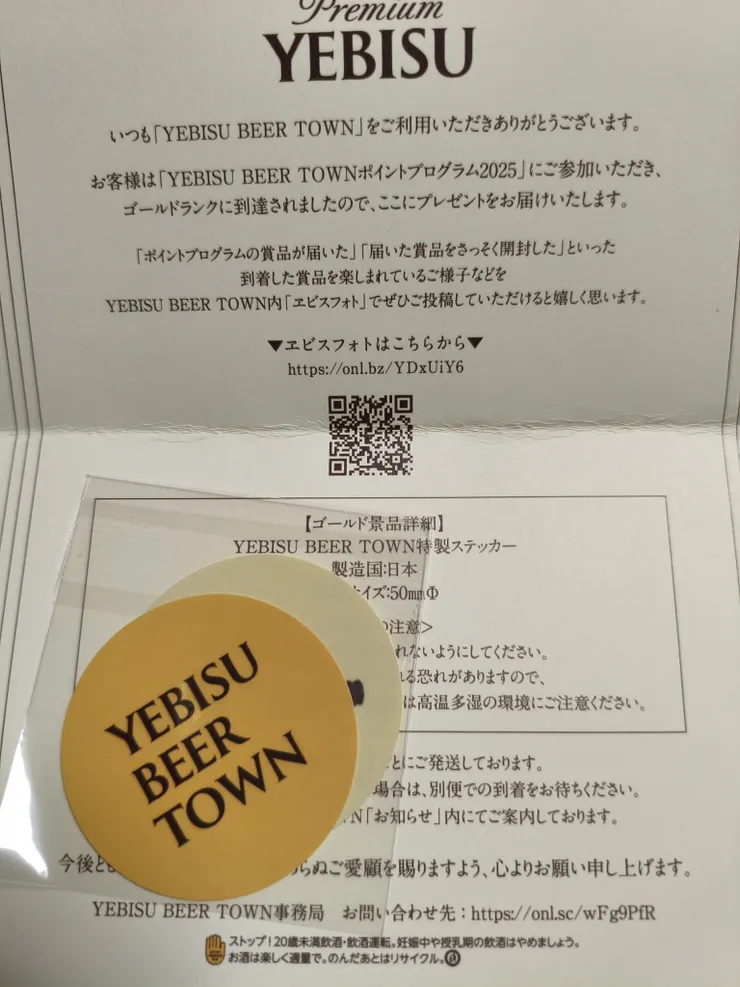 Premium
YEBISU
いつも「YEBISU BEER TOWN」をご利用いただきありがとうございます。
お客様は「YEBISU BEER TOWNポイントプログラム2025」にご参加いただき、
ゴールドランクに到達されましたので、ここにプレゼントをお届けいたします。
「ポイントプログラムの賞品が届いた」「届いた賞品をさっそく開封した」といった
到着した賞品を楽しまれているご様子などを
YEBISU BEER TOWN内「ヱビスフォト」でぜひご投稿していただけると嬉しく思います。
▼ヱビスフォトはこちらから▼
https://onl.bz/YDxUiY6
【ゴールド景品詳細】
YEBISU BEER TOWN特製ステッカー
製造国:日本
イズ:50mmΦ
の注意>
れないようにしてください。
れる恐れがありますので、
は高温多湿の環境にご注意ください。
とにご発送しております。
場合は、別便での到着をお待ちください。
N「お知らせ」内にてご案内しております。
YEBISU
BEER
TOWN
今後と
らぬご愛顧を賜りますよう、心よりお願い申し上げます。
YEBISU BEER TOWN事務局 お問い合わせ先：https://onl.sc/wFg9PfR
ストップ！20歳未満飲酒・飲酒運転。妊娠中や授乳期の飲酒はやめましょう。
お酒は楽しく適量で。のんだあとはリサイクル。